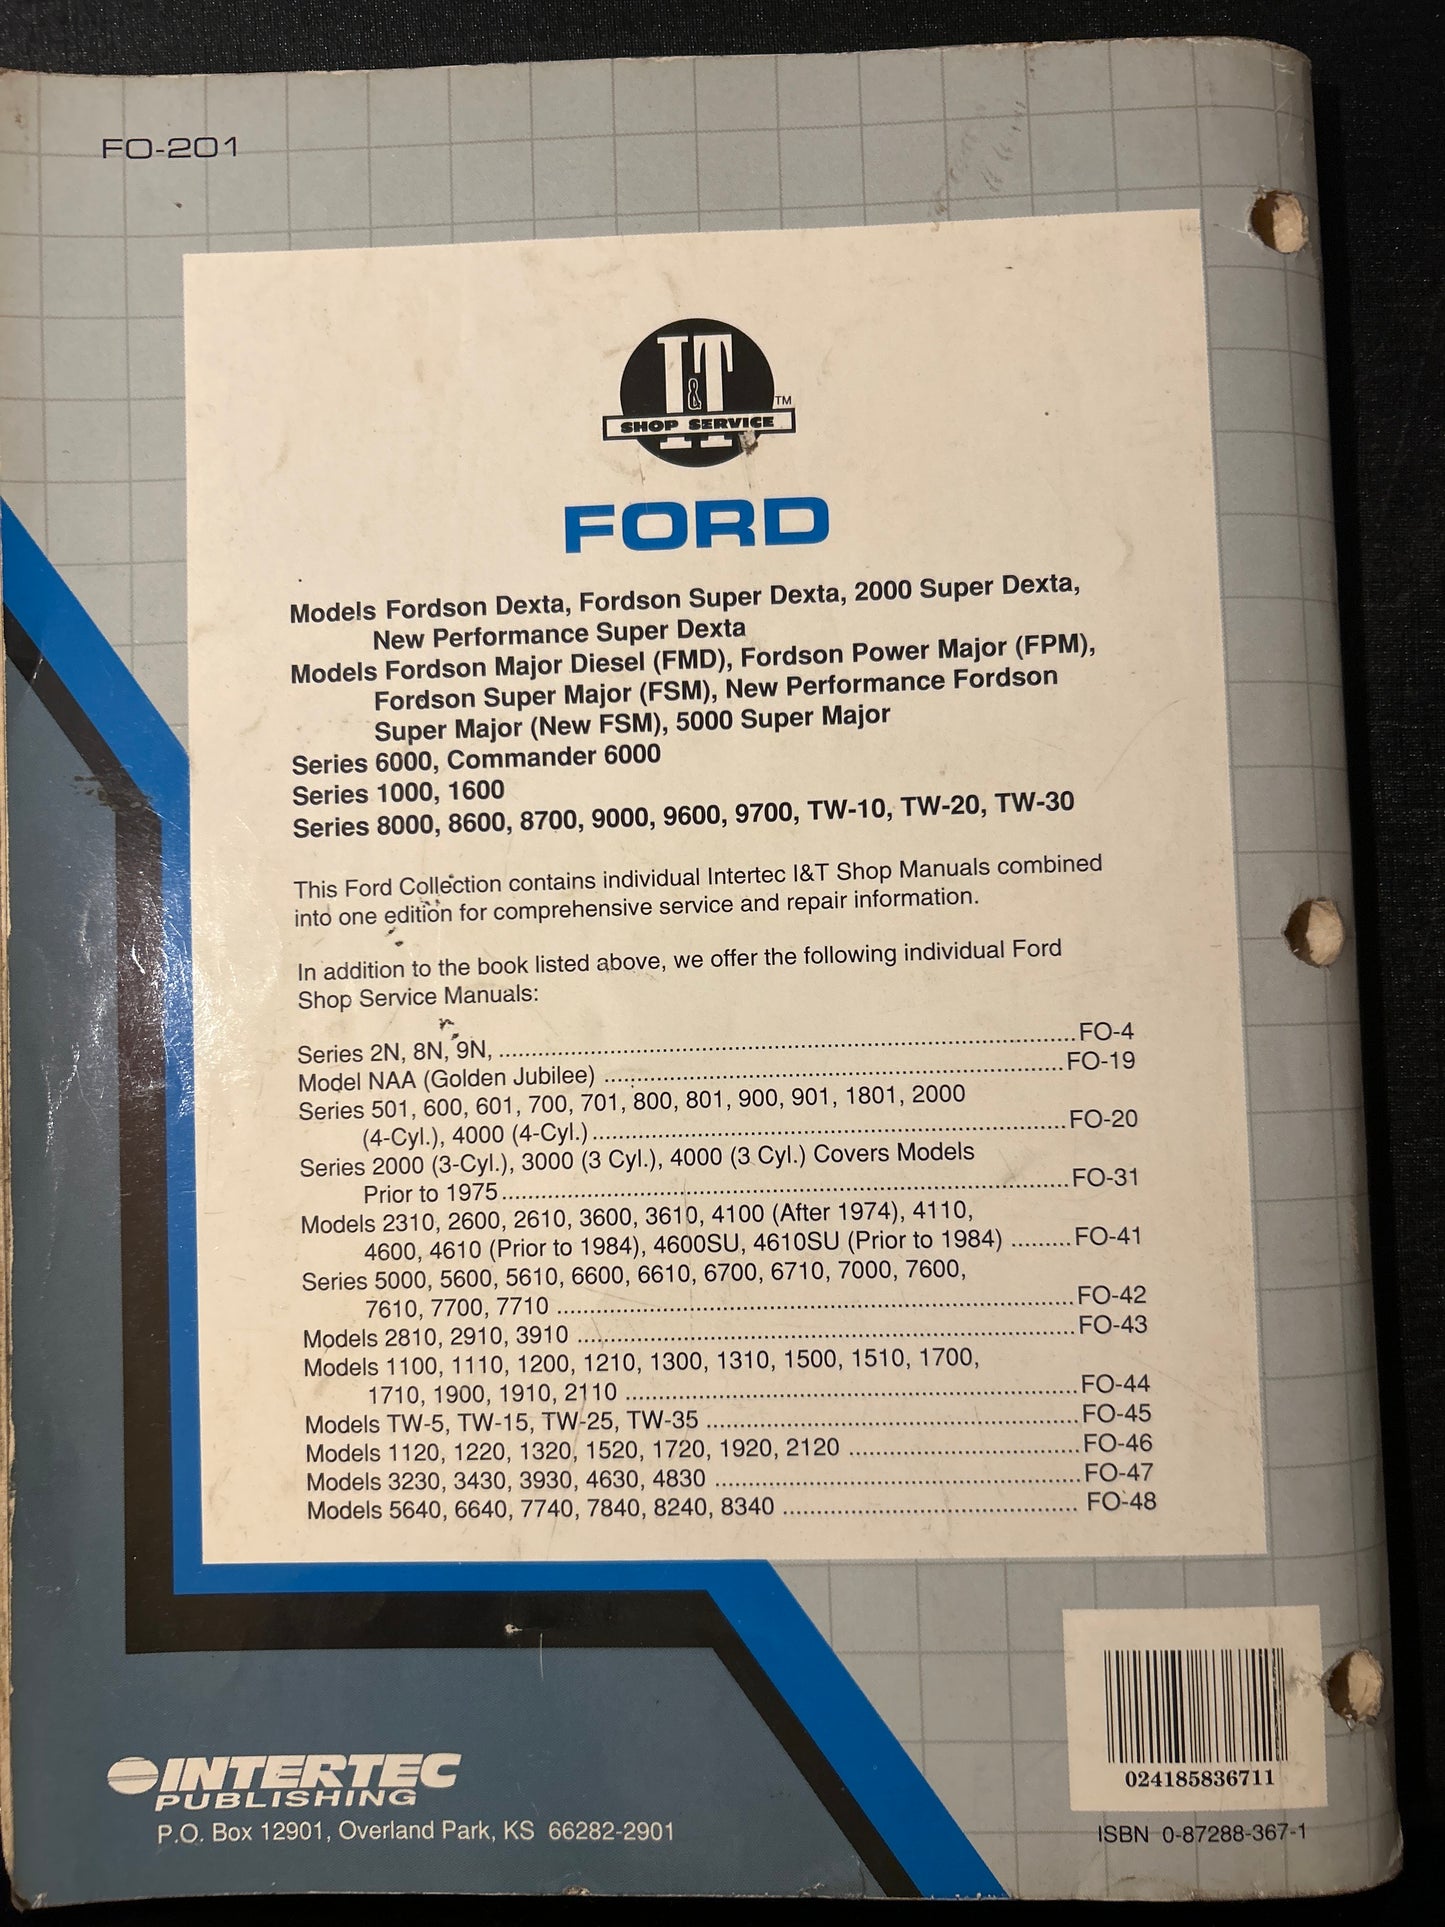 FO-201
I&T
SHOP SERVICE
TM
FORD
Models Fordson Dexta, Fordson Super Dexta, 2000 Super Dexta,
New Performance Super Dexta
Models Fordson Major Diesel (FMD), Fordson Power Major (FPM),
Fordson Super Major (FSM), New Performance Fordson
Super Major (New FSM), 5000 Super Major
Series 6000, Commander 6000
Series 1000, 1600
Series 8000, 8600, 8700, 9000, 9600, 9700, TW-10, TW-20, TW-30
This Ford Collection contains individual Intertec I&T Shop Manuals combined
into one edition for comprehensive service and repair information.
In addition to the book listed above, we offer the following individual Ford
Shop Service Manuals:
Series 2N, 8N, 9N, ........................................ FO-4
Model NAA (Golden Jubilee) ........................................ FO-19
Series 501, 600, 601, 700, 701, 800, 801, 900, 901, 1801, 2000
(4-Cyl.), 4000 (4-Cyl.) ........................................ FO-20
Series 2000 (3-Cyl.), 3000 (3 Cyl.), 4000 (3 Cyl.) Covers Models
Prior to 1975 ........................................ FO-31
Models 2310, 2600, 2610, 3600, 3610, 4100 (After 1974), 4110,
4600, 4610 (Prior to 1984), 4600SU, 4610SU (Prior to 1984) ......... FO-41
Series 5000, 5600, 5610, 6600, 6610, 6700, 6710, 7000, 7600,
7610, 7700, 7710 ........................................ FO-42
Models 2810, 2910, 3910 ........................................ FO-43
Models 1100, 1110, 1200, 1210, 1300, 1310, 1500, 1510, 1700,
1710, 1900, 1910, 2110 ........................................ FO-44
Models TW-5, TW-15, TW-25, TW-35 ........................................ FO-45
Models 1120, 1220, 1320, 1520, 1720, 1920, 2120 .............................. FO-46
Models 3230, 3430, 3930, 4630, 4830 ........................................ FO-47
Models 5640, 6640, 7740, 7840, 8240, 8340 ........................................ FO-48
024185836711
ISBN 0-87288-367-1
INTERTEC
PUBLISHING
P.O. Box 12901, Overland Park, KS 66282-2901